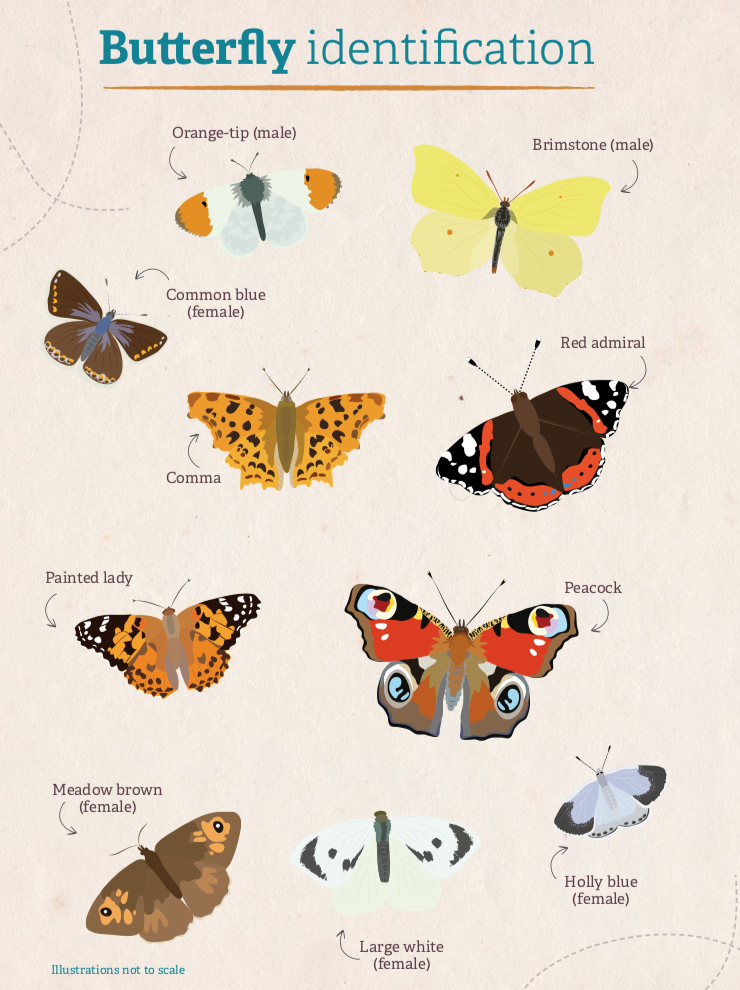 Butterfly identification
Orange-tip (male)
Brimstone (male)
Common blue
(female)
Red admiral
Comma
Painted lady
Peacock
Meadow brown
(female)
Holly blue
(female)
Large white
(female)
Illustrations not to scale